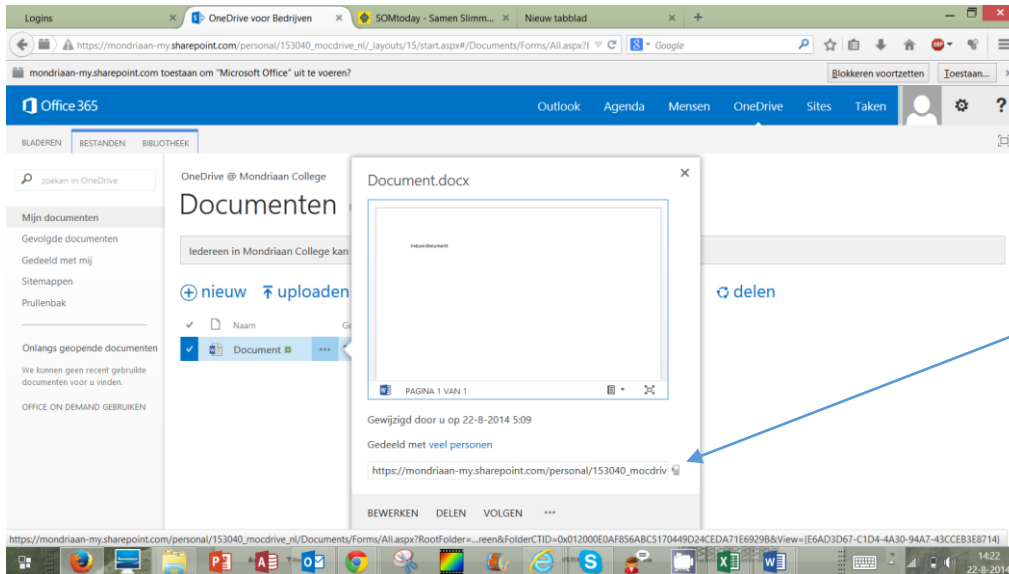 Logins
OneDrive voor Bedrijven
SOMtoday - Samen Slimm...
Nieuw tabblad
https://mondriaan-my.sharepoint.com/personal/153040_mocdrive_nl/_layouts/15/start.aspx#/Documents/Forms/All.aspx?
Google
mondriaan-my.sharepoint.com toestaan om "Microsoft Office" uit te voeren?
Blokkeren voortzetten
Toestaan...
Office 365
Outlook Agenda Mensen OneDrive Sites Taken
?
BLADEREN BESTANDEN BIBLIOTHEEK
zoeken in OneDrive
Mijn documenten
Gevolgde documenten
Gedeeld met mij
Sitemappen
Prullenbak
Onlangs geopende documenten
We kunnen geen recent gebruikte
documenten voor u vinden.
OFFICE ON DEMAND GEBRUIKEN
OneDrive @ Mondriaan College
Documenten
Iedereen in Mondriaan College kan
nieuw uploaden
delen
Naam Ge
Document
Document.docx
nieuw document
PAGINA 1 VAN 1
Gewijzigd door u op 22-8-2014 5:09
Gedeeld met veel personen
https://mondriaan-my.sharepoint.com/personal/153040_mocdriv
BEWERKEN DELEN VOLGEN
https://mondriaan-my.sharepoint.com/personal/153040_mocdrive_nl/Documents/Forms/All.aspx?RootFolder=...reen&FolderCTID=0x012000E0AF856ABC5170449D24CEDA71E6929B&View={E6AD3D67-C1D4-4A30-94A7-43CCEB3E8714}
14:22
22-8-2014